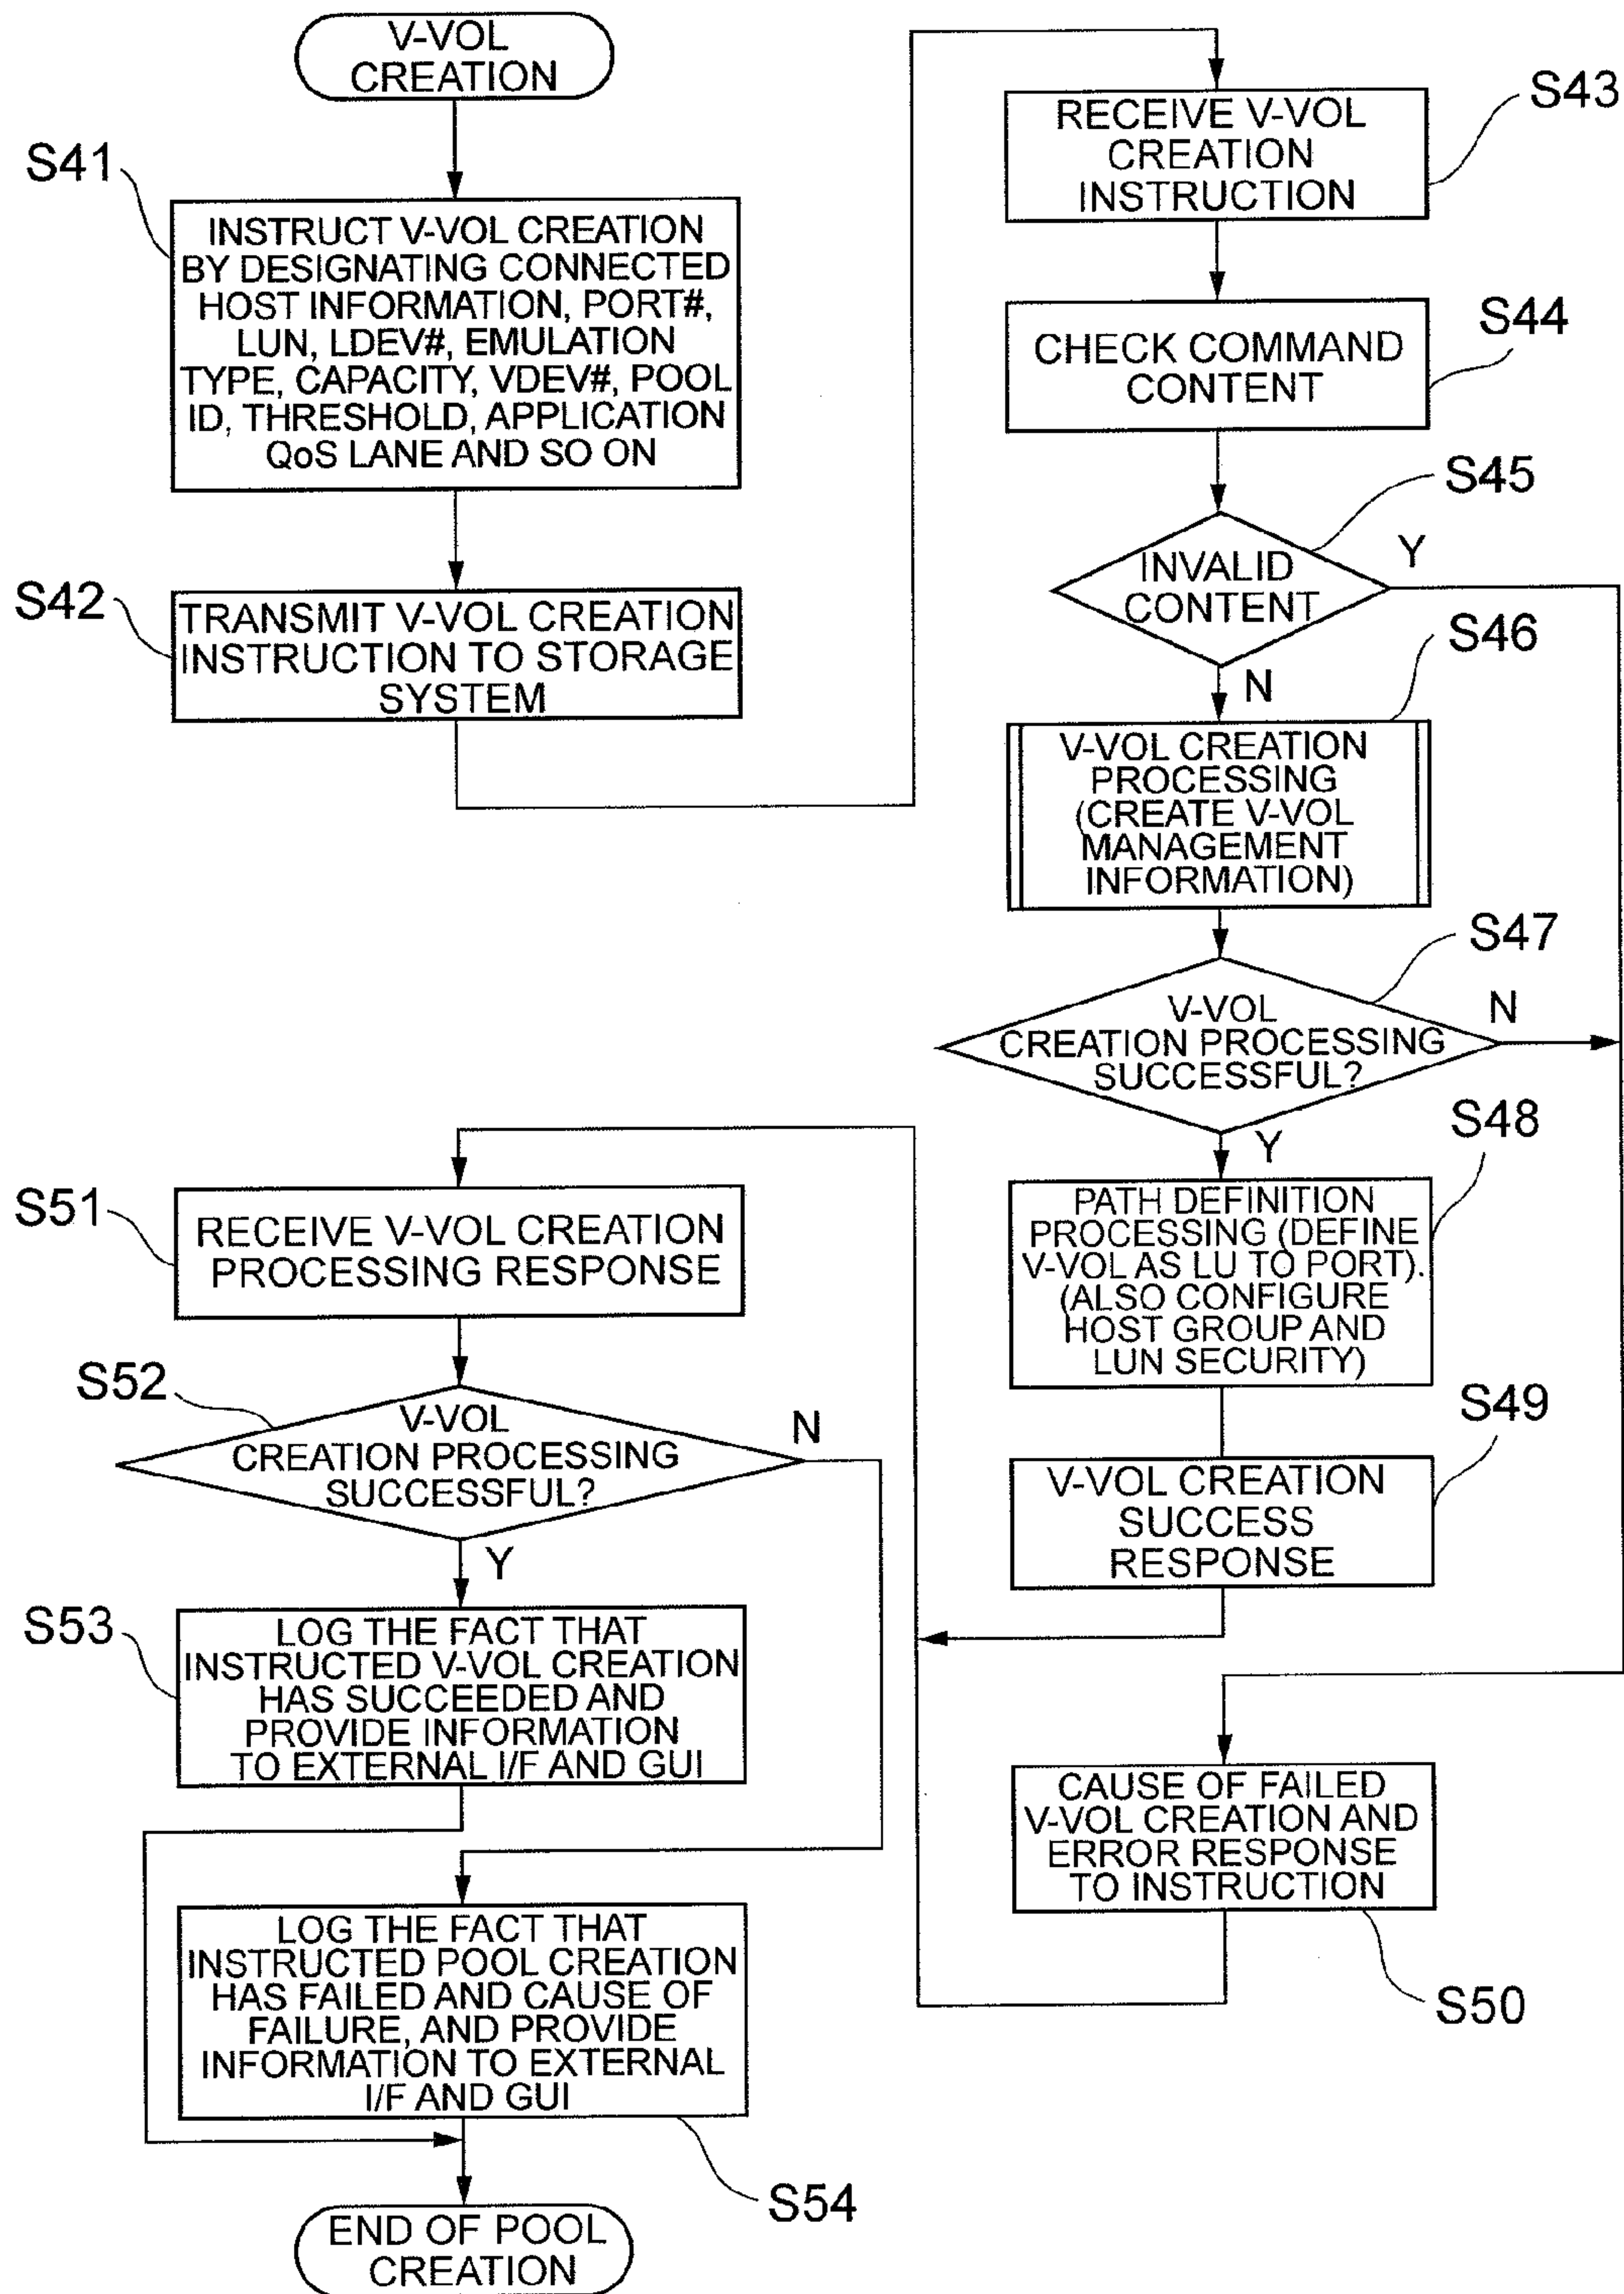 V-VOL
CREATION
S41
INSTRUCT V-VOL CREATION
BY DESIGNATING CONNECTED
HOST INFORMATION, PORT#,
LUN, LDEV#, EMULATION
TYPE, CAPACITY, VDEV#, POOL
ID, THRESHOLD, APPLICATION
QoS LANE AND SO ON
S42
TRANSMIT V-VOL CREATION
INSTRUCTION TO STORAGE
SYSTEM
S43
RECEIVE V-VOL
CREATION
INSTRUCTION
S44
CHECK COMMAND
CONTENT
S45
INVALID
CONTENT
Y
N
S46
V-VOL CREATION
PROCESSING
(CREATE V-VOL
MANAGEMENT
INFORMATION)
S47
V-VOL
CREATION PROCESSING
SUCCESSFUL?
N
Y
S48
PATH DEFINITION
PROCESSING (DEFINE
V-VOL AS LU TO PORT).
(ALSO CONFIGURE
HOST GROUP AND
LUN SECURITY)
S49
V-VOL CREATION
SUCCESS
RESPONSE
CAUSE OF FAILED
V-VOL CREATION AND
ERROR RESPONSE
TO INSTRUCTION
S50
S51
RECEIVE V-VOL CREATION
PROCESSING RESPONSE
S52
V-VOL
CREATION PROCESSING
SUCCESSFUL?
N
Y
S53
LOG THE FACT THAT
INSTRUCTED V-VOL CREATION
HAS SUCCEEDED AND
PROVIDE INFORMATION
TO EXTERNAL I/F AND GUI
LOG THE FACT THAT
INSTRUCTED POOL CREATION
HAS FAILED AND CAUSE OF
FAILURE, AND PROVIDE
INFORMATION TO EXTERNAL
I/F AND GUI
S54
END OF POOL
CREATION